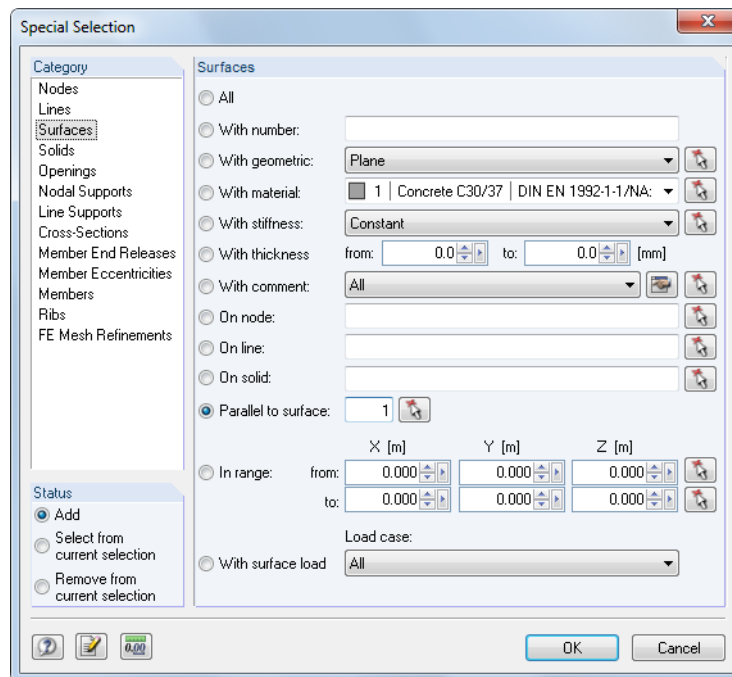 Special Selection
Category
Nodes
Lines
Surfaces
Solids
Openings
Nodal Supports
Line Supports
Cross-Sections
Member End Releases
Member Eccentricities
Members
Ribs
FE Mesh Refinements
Status
Add
Select from
current selection
Remove from
current selection
Surfaces
All
With number:
With geometric: Plane
With material: 1 Concrete C30/37 DIN EN 1992-1-1/NA:
With stiffness: Constant
With thickness from: 0.0 to: 0.0 [mm]
With comment: All
On node:
On line:
On solid:
Parallel to surface: 1
X [m] Y [m] Z [m]
In range: from: 0.000 0.000 0.000
to: 0.000 0.000 0.000
Load case:
With surface load All
0.00
OK Cancel